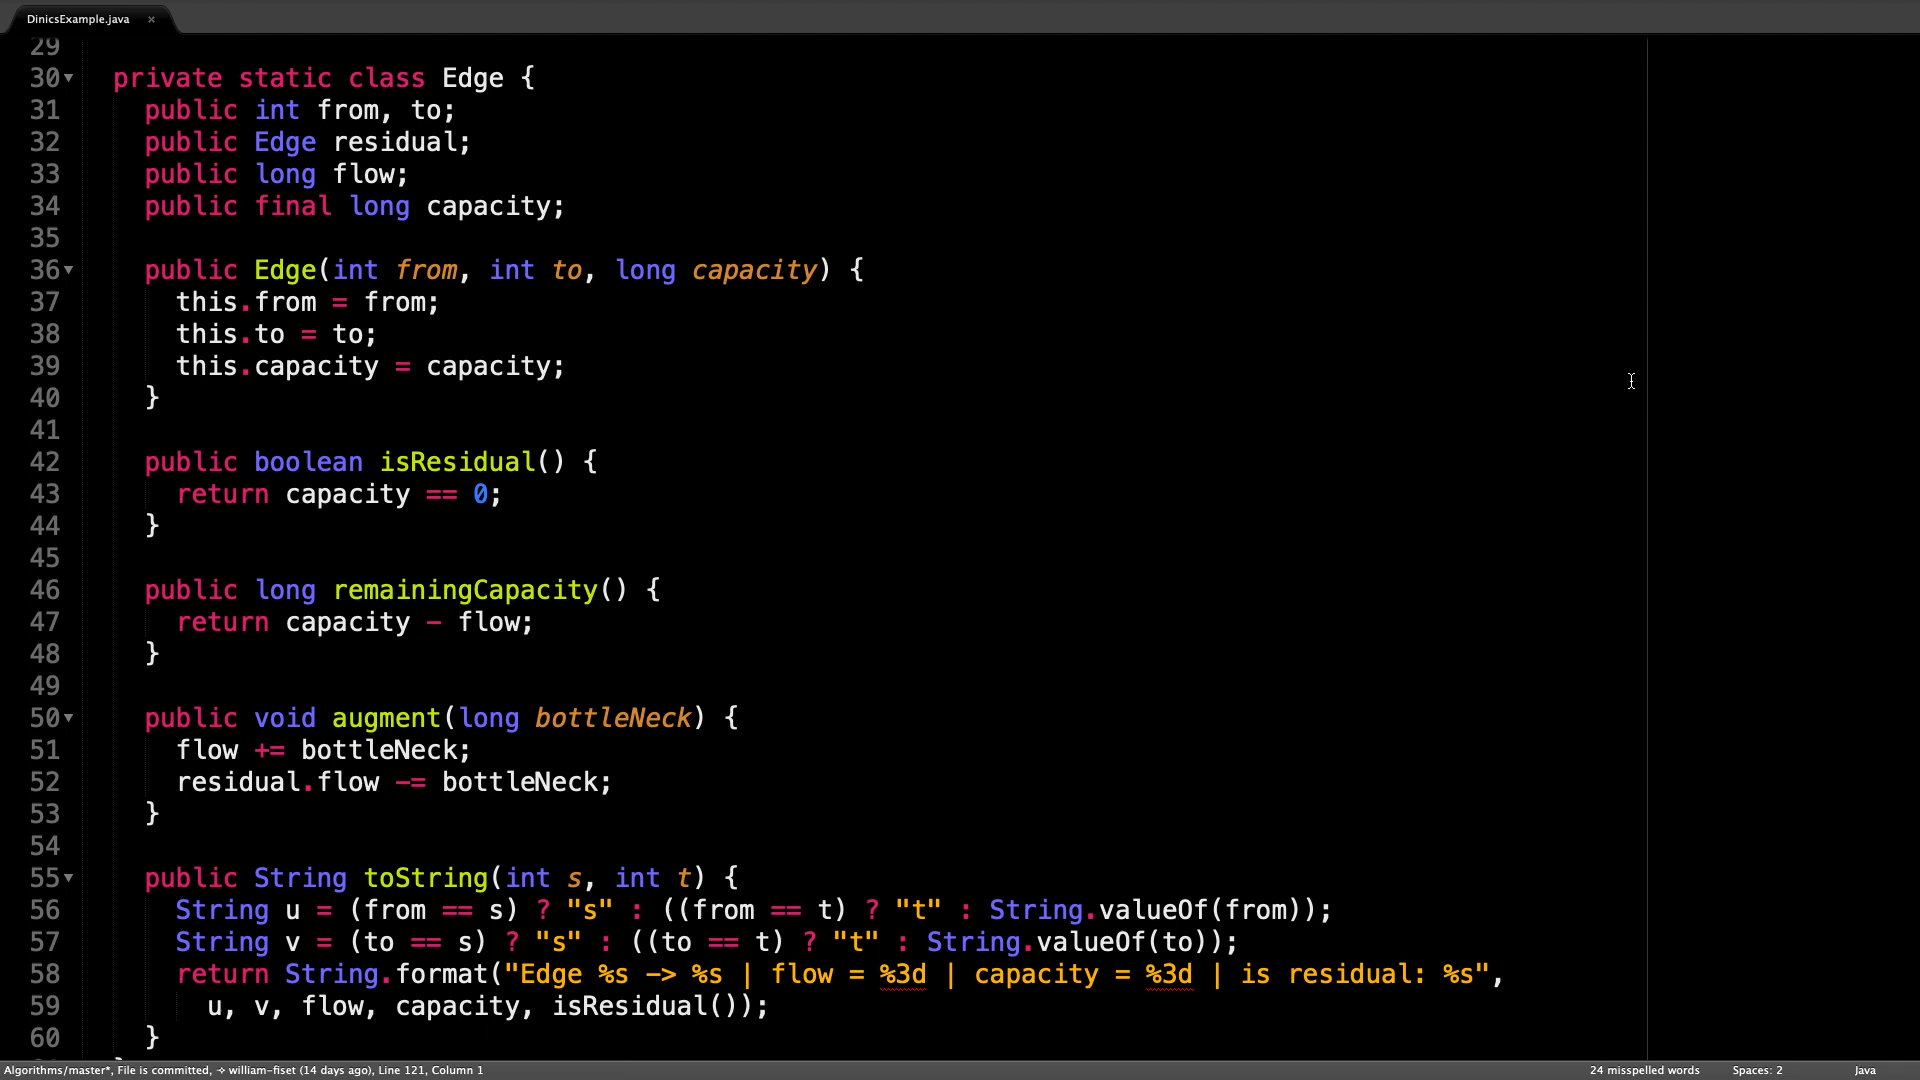 DinicsExample.java ×
29
30 private static class Edge {
31 public int from, to;
32 public Edge residual;
33 public long flow;
34 public final long capacity;
35
36 public Edge(int from, int to, long capacity) {
37 this.from = from;
38 this.to = to;
39 this.capacity = capacity;
40 }
41
42 public boolean isResidual() {
43 return capacity == 0;
44 }
45
46 public long remainingCapacity() {
47 return capacity - flow;
48 }
49
50 public void augment(long bottleNeck) {
51 flow += bottleNeck;
52 residual.flow -= bottleNeck;
53 }
54
55 public String toString(int s, int t) {
56 String u = (from == s) ? "s" : ((from == t) ? "t" : String.valueOf(from));
57 String v = (to == s) ? "s" : ((to == t) ? "t" : String.valueOf(to));
58 return String.format("Edge %s -> %s | flow = %3d | capacity = %3d | is residual: %s",
59 u, v, flow, capacity, isResidual());
60 }
Algorithms/master*, File is committed, william-fiset (14 days ago), Line 121, Column 1 24 misspelled words Spaces: 2 Java